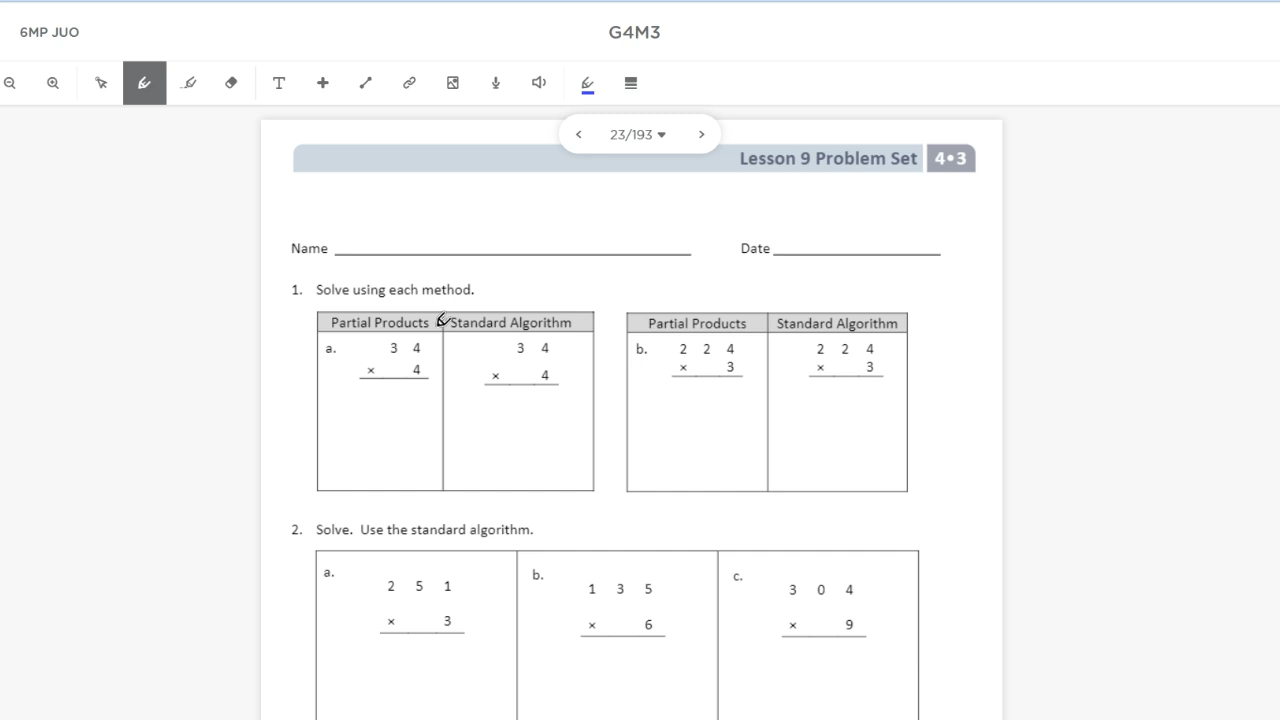 6MP JUO
G4M3
23/193
Lesson 9 Problem Set 4•3
Name
Date
1. Solve using each method.
Partial Products Standard Algorithm
a. 3 4
× 4
3 4
× 4
Partial Products Standard Algorithm
b. 2 2 4
× 3
2 2 4
× 3
2. Solve. Use the standard algorithm.
a.
2 5 1
× 3
b.
1 3 5
× 6
c.
3 0 4
× 9